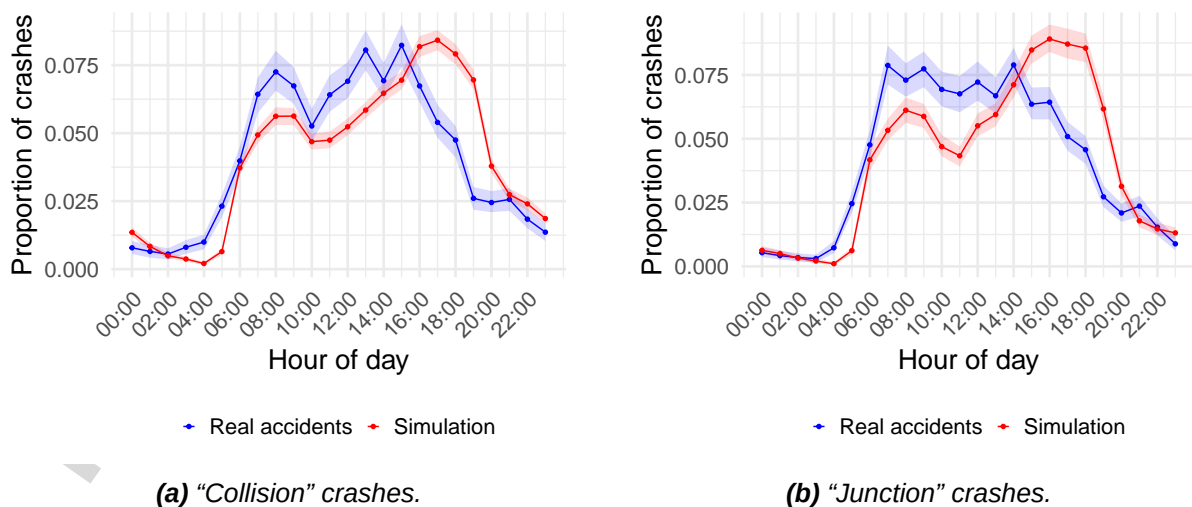 Proportion of crashes
0.075
0.050
0.025
0.000
00:00 02:00 04:00 06:00 08:00 10:00 12:00 14:00 16:00 18:00 20:00 22:00
Hour of day
Real accidents Simulation
(a) “Collision” crashes.
Proportion of crashes
0.075
0.050
0.025
0.000
00:00 02:00 04:00 06:00 08:00 10:00 12:00 14:00 16:00 18:00 20:00 22:00
Hour of day
Real accidents Simulation
(b) “Junction” crashes.